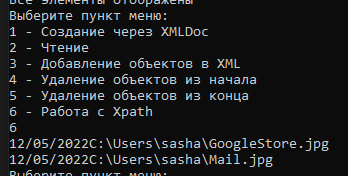 Все элементы отображены
Выберите пункт меню:
1 - Создание через XMLDoc
2 - Чтение
3 - Добавление объектов в XML
4 - Удаление объектов из начала
5 - Удаление объектов из конца
6 - Работа с Xpath
6
12/05/2022C:\Users\sasha\GoogleStore.jpg
12/05/2022C:\Users\sasha\Mail.jpg
Выберите пункт меню: